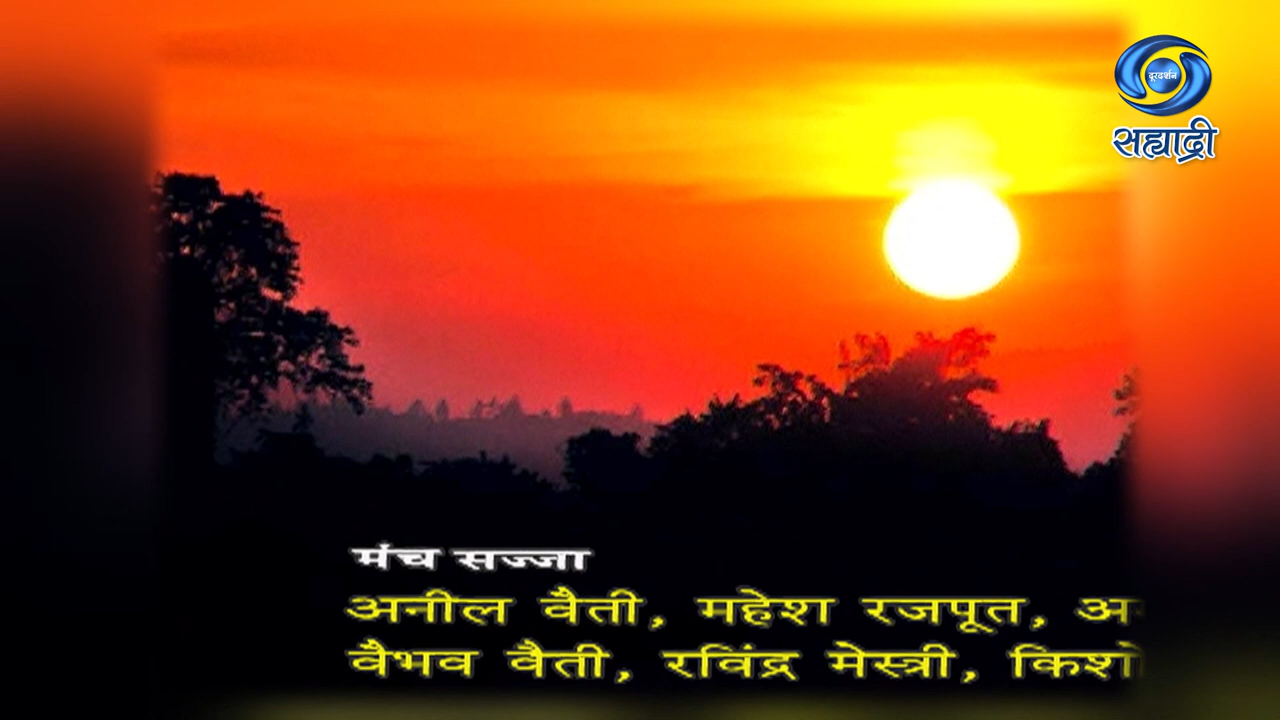 दूरदर्शन
सह्याद्री
मंच सज्जा
अनील वैती, महेश रजपूत,
वैभव वैती, रविंद्र मेस्त्री,